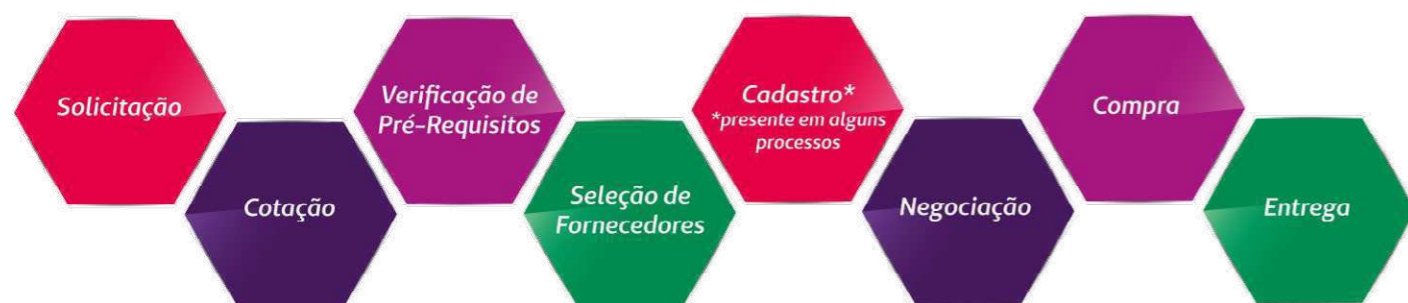 Solicitação
Cotação
Verificação de
Pré-Requisitos
Seleção de
Fornecedores
Cadastro*
*presente em alguns
processos
Negociação
Compra
Entrega